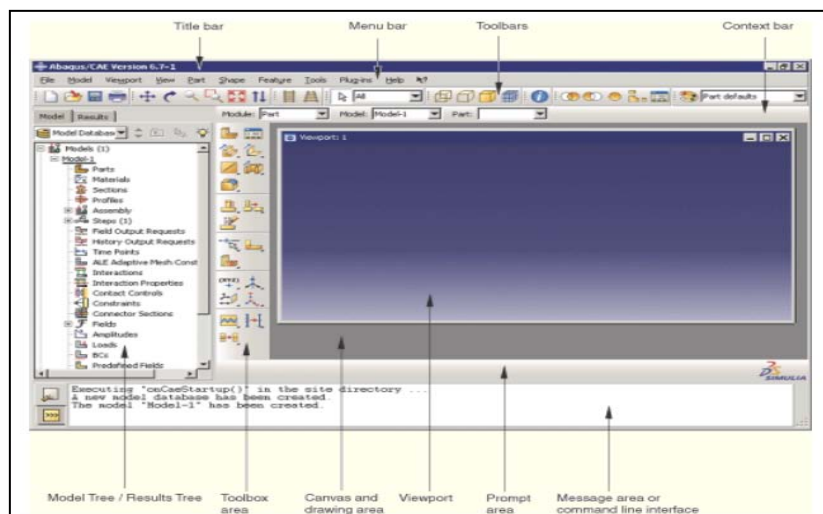 Title bar Menu bar Toolbars Context bar
Abaqus/CAE Version 6.7-1
File Model Viewport View Part Shape Feature Tools Plug-ins Help
All Part defaults
Model Results Module: Part Model: Model-1 Part:
Model Database
Viewport: 1
Models (1)
Model-1
Parts
Materials
Sections
Profiles
Assembly
Steps (1)
Field Output Requests
History Output Requests
Time Points
ALE Adaptive Mesh Const
Interactions
Interaction Properties
Contact Controls
Constraints
Connector Sections
Fields
Amplitudes
Loads
BCs
Predefined Fields
SIMULIA
Executing "onCaeStartup()" in the site directory ...
A new model database has been created.
The model "Model-1" has been created.
>>>
Model Tree / Results Tree Toolbox area Canvas and drawing area Viewport Prompt area Message area or command line interface